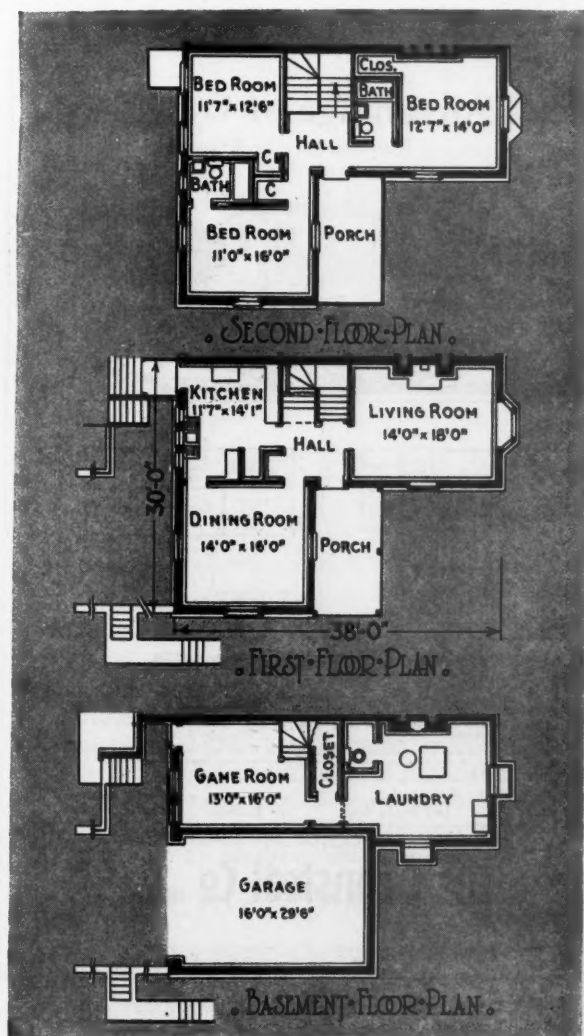 BED ROOM
11'7" x 12'6"
CLOS.
BATH
BED ROOM
12'7" x 14'0"
HALL
C
BATH
C
BED ROOM
11'0" x 16'0"
PORCH
. SECOND · FLOOR · PLAN .
KITCHEN
11'7" x 14'1"
LIVING ROOM
14'0" x 18'0"
HALL
30'-0"
DINING ROOM
14'0" x 16'0"
PORCH
38'-0"
. FIRST · FLOOR · PLAN .
GAME ROOM
13'0" x 16'0"
CLOSET
LAUNDRY
GARAGE
16'0" x 29'6"
. BASEMENT · FLOOR · PLAN .